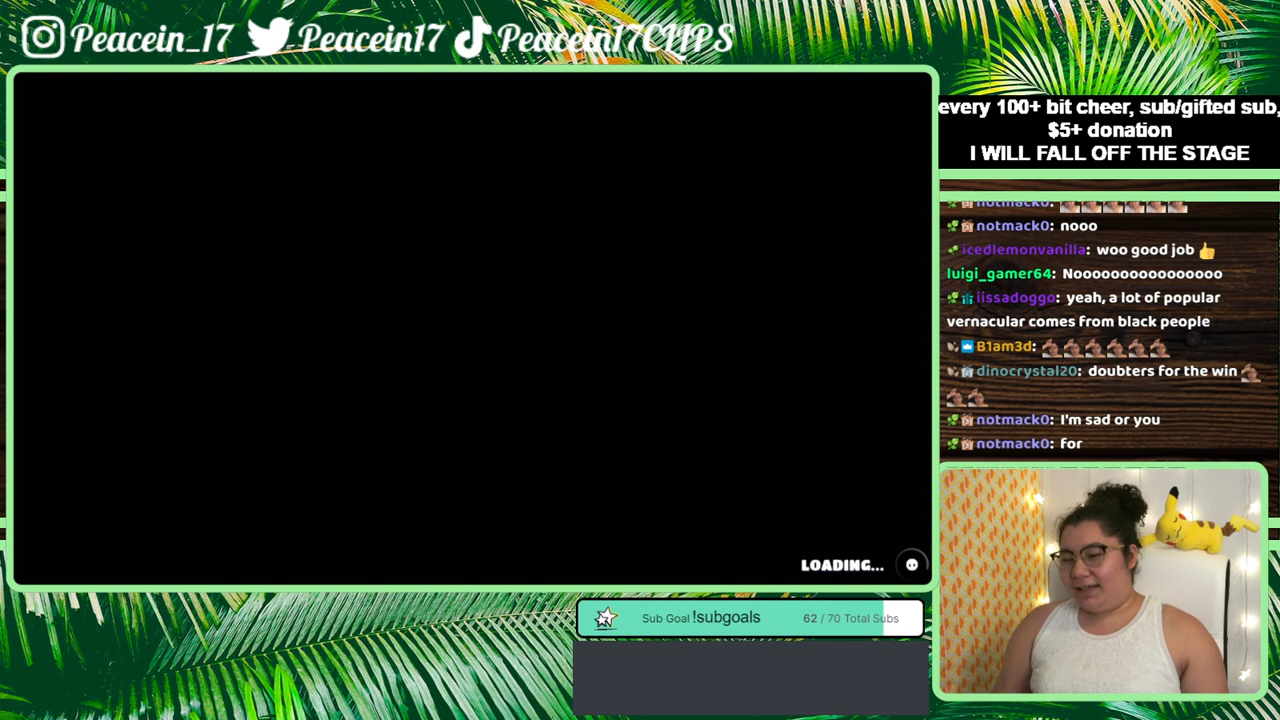 Peacein_17 Peacein17 Peacein17ClIPS
every 100+ bit cheer, sub/gifted sub,
$5+ donation
I WILL FALL OFF THE STAGE
notmack0:
notmack0: nooo
icedlemonvanilla: woo good job 👍
luigi_gamer64: Noooooooooooooooo
iissadoggo: yeah, a lot of popular
vernacular comes from black people
B1am3d:
dinocrystal20: doubters for the win
notmack0: I'm sad or you
notmack0: for
LOADING...
Sub Goal !subgoals 62 / 70 Total Subs